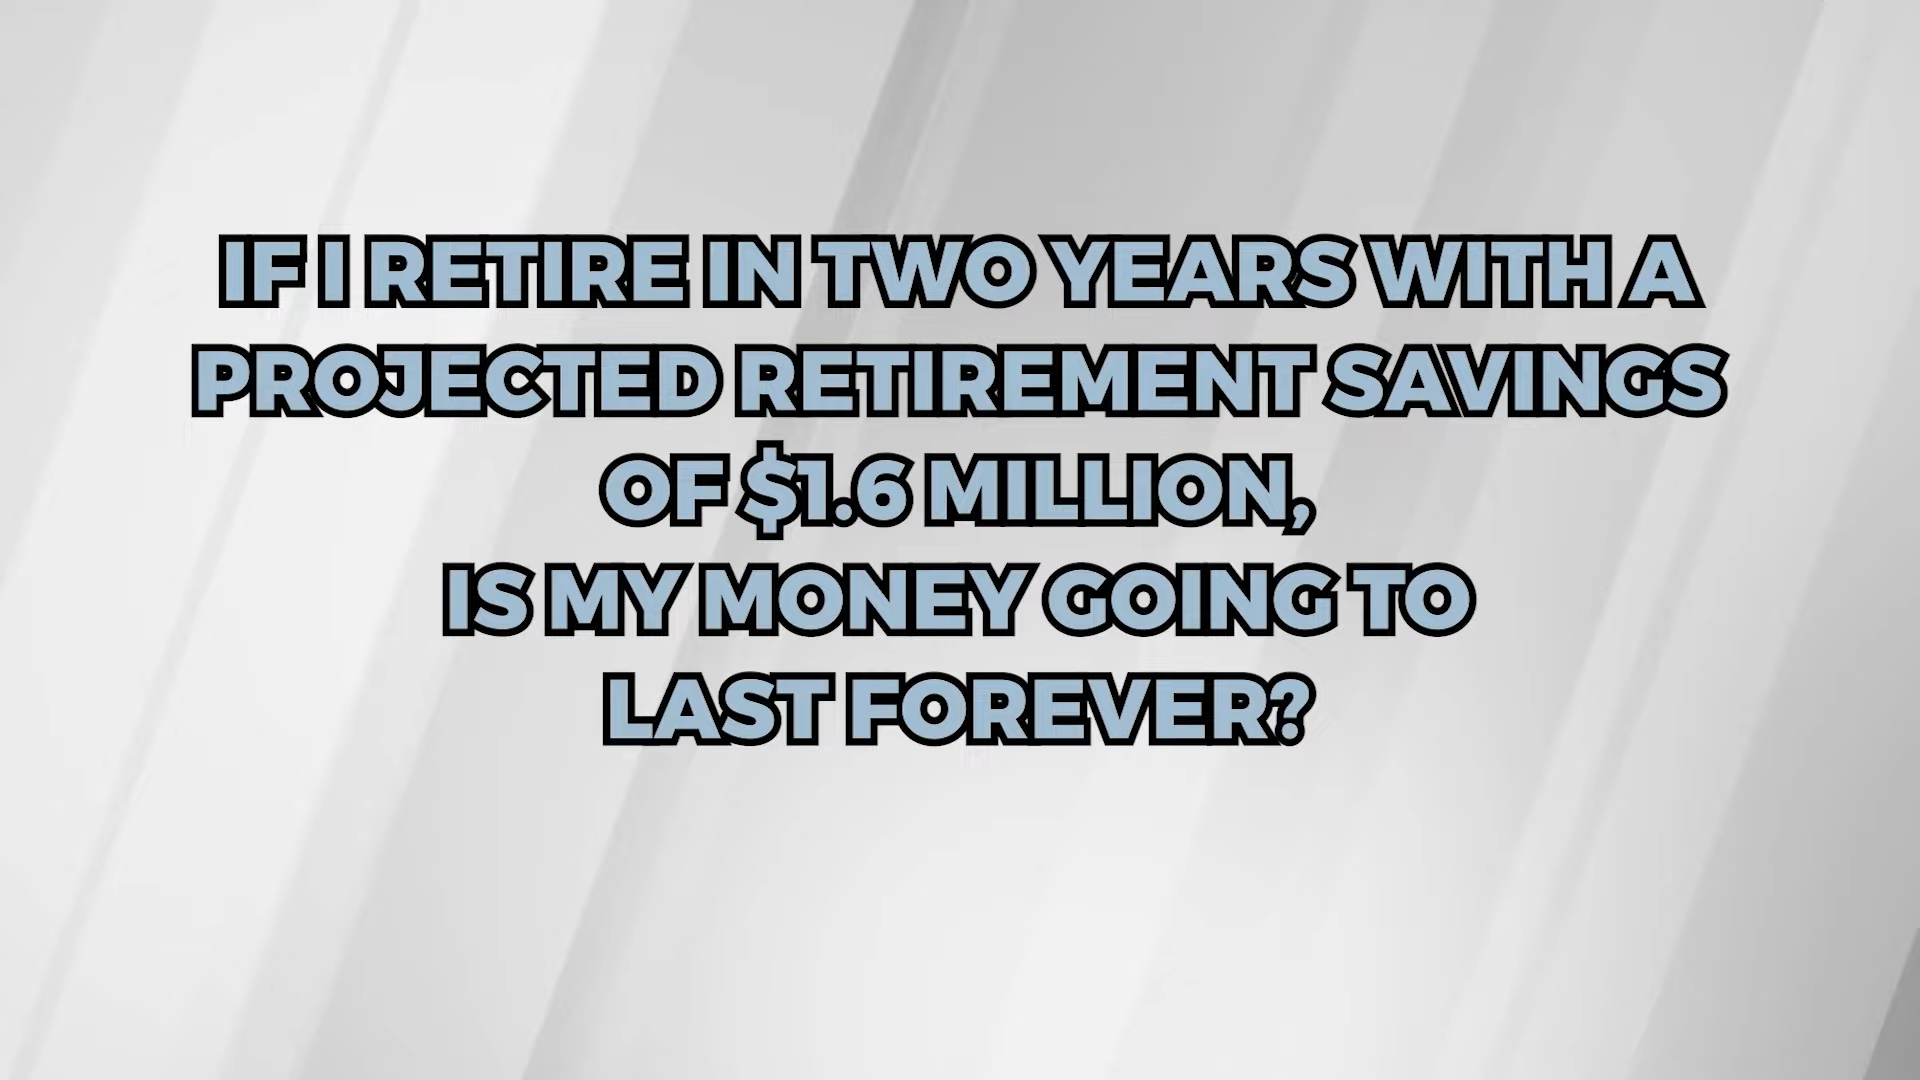 IF I RETIRE IN TWO YEARS WITH A
PROJECTED RETIREMENT SAVINGS
OF $1.6 MILLION,
IS MY MONEY GOING TO
LAST FOREVER?